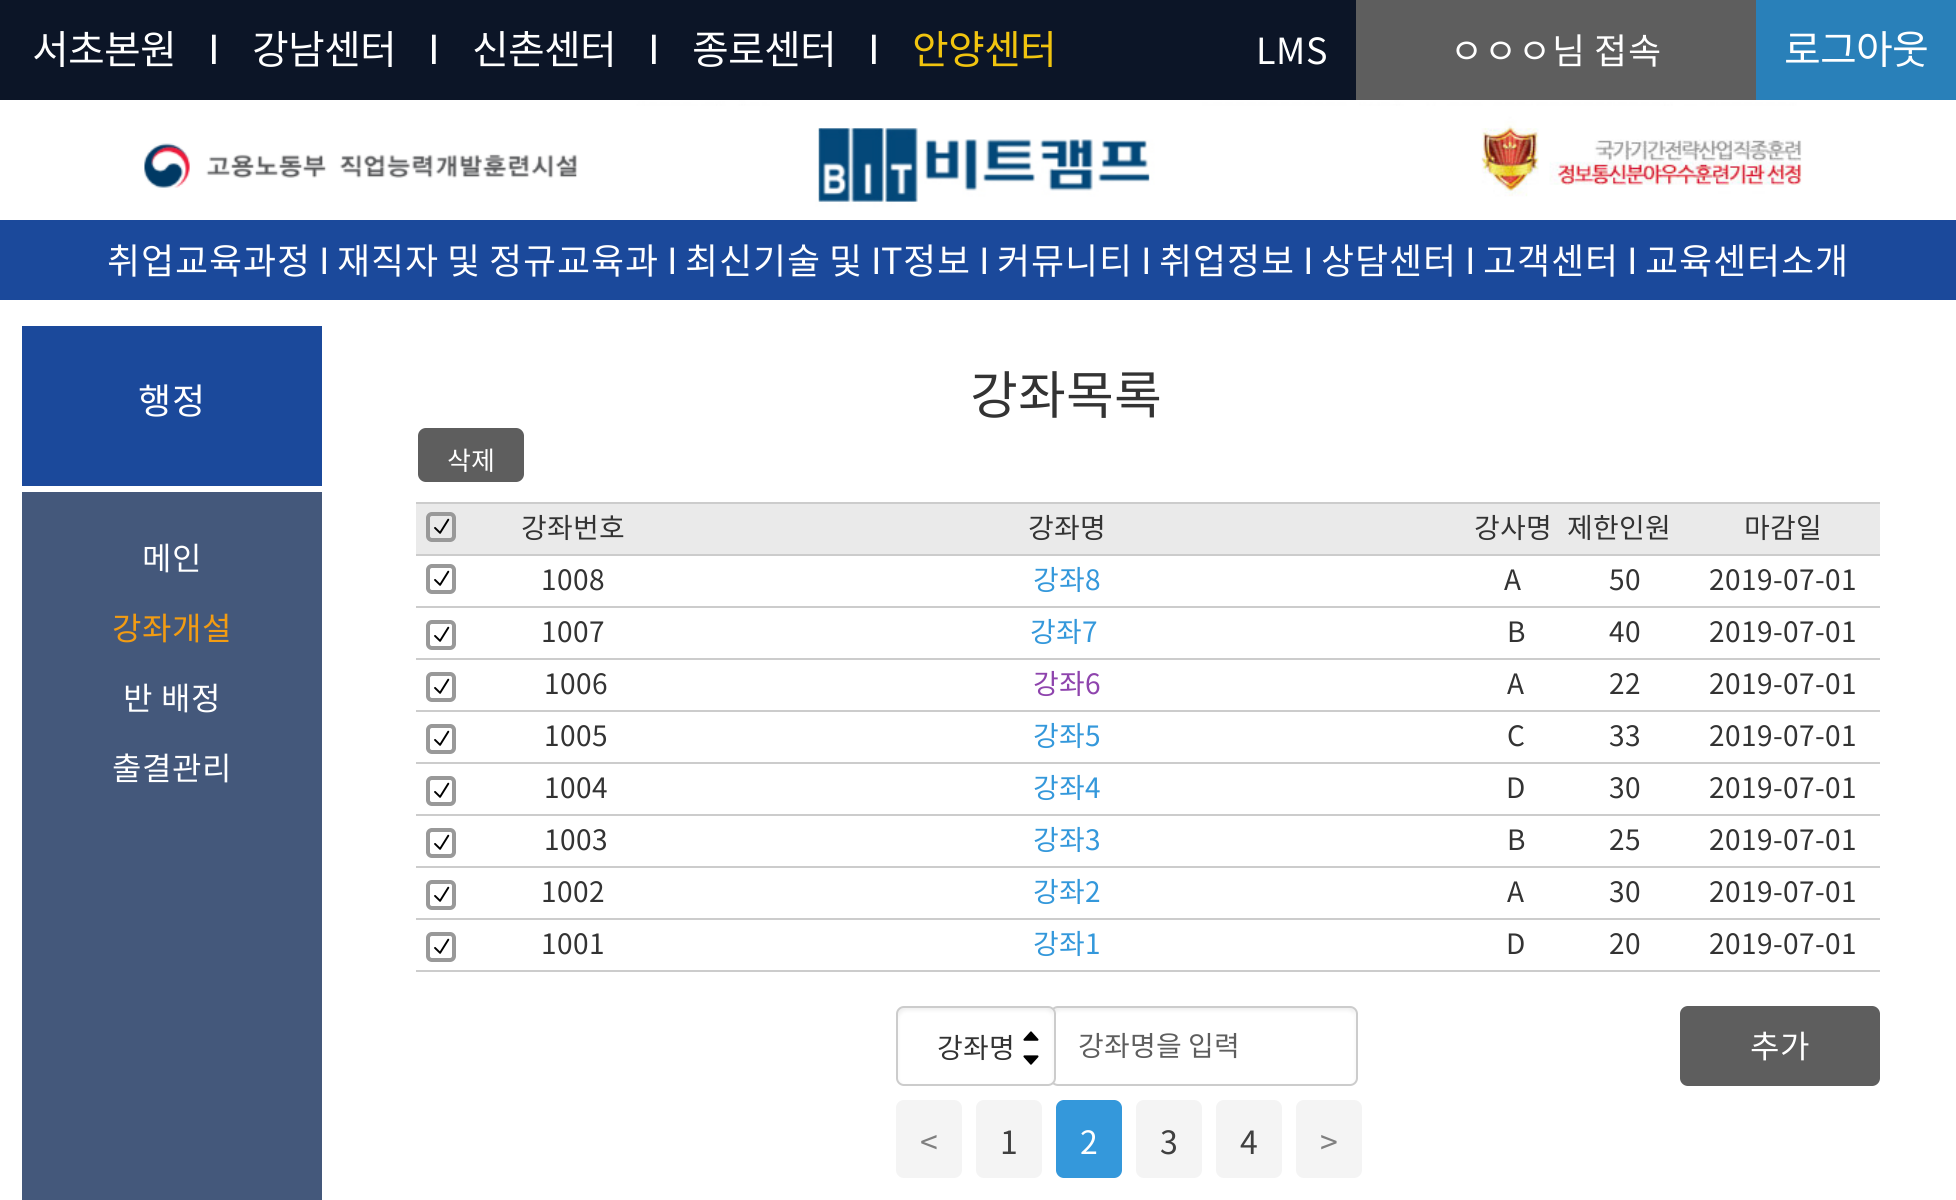 서초본원 I 강남센터 I 신촌센터 I 종로센터 I 안양센터 LMS ㅇㅇㅇ님 접속 로그아웃
고용노동부 직업능력개발훈련시설
BIT 비트캠프
국가기간전략산업직종훈련
정보통신분야우수훈련기관 선정
취업교육과정 I 재직자 및 정규교육과 I 최신기술 및 IT정보 I 커뮤니티 I 취업정보 I 상담센터 I 고객센터 I 교육센터소개
행정
메인
강좌개설
반 배정
출결관리
강좌목록
삭제
강좌번호 강좌명 강사명 제한인원 마감일
1008 강좌8 A 50 2019-07-01
1007 강좌7 B 40 2019-07-01
1006 강좌6 A 22 2019-07-01
1005 강좌5 C 33 2019-07-01
1004 강좌4 D 30 2019-07-01
1003 강좌3 B 25 2019-07-01
1002 강좌2 A 30 2019-07-01
1001 강좌1 D 20 2019-07-01
강좌명 강좌명을 입력 추가
< 1 2 3 4 >